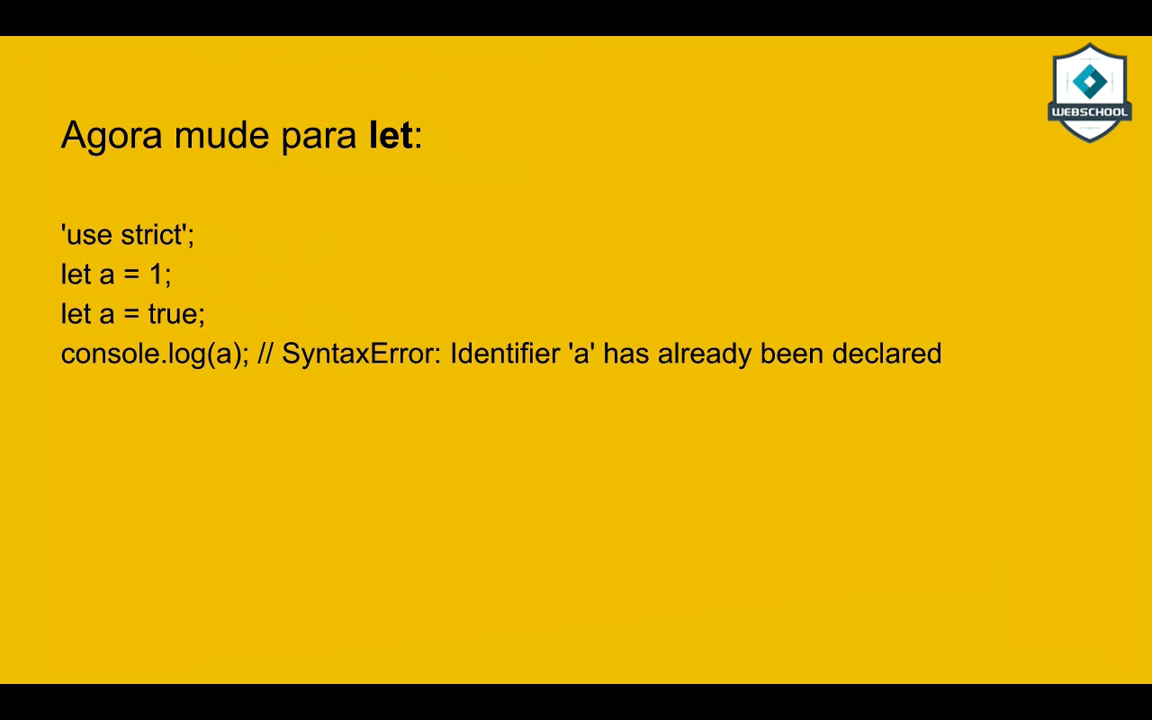 WEBSCHOOL
Agora mude para let:
'use strict';
let a = 1;
let a = true;
console.log(a); // SyntaxError: Identifier 'a' has already been declared